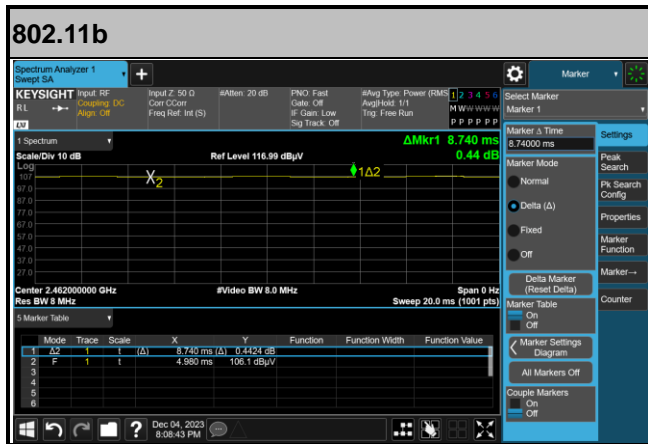 802.11b
Spectrum Analyzer 1
Swept SA
+
Marker
KEYSIGHT Input: RF Input Z: 50 Ω #Atten: 20 dB PNO: Fast #Avg Type: Power (RMS 1 2 3 4 5 6
RL Coupling: DC Corr CCorr Gate: Off Avg|Hold: 1/1 M W W W W W
Align: Off Freq Ref: Int (S) IF Gain: Low Trig: Free Run
Sig Track: Off P P P P P P
LXI
Select Marker
Marker 1
1 Spectrum
ΔMkr1 8.740 ms
Scale/Div 10 dB Ref Level 116.99 dBµV 0.44 dB
Log
107
97.0
87.0
77.0
67.0
57.0
47.0
37.0
27.0
X2
1Δ2
Center 2.462000000 GHz #Video BW 8.0 MHz Span 0 Hz
Res BW 8 MHz Sweep 20.0 ms (1001 pts)
5 Marker Table
Mode Trace Scale X Y Function Function Width Function Value
1 Δ2 1 t (Δ) 8.740 ms (Δ) 0.4424 dB
2 F 1 t 4.980 ms 106.1 dBµV
3
4
5
6
Marker Δ Time
8.74000 ms
Marker Mode
Normal
Delta (Δ)
Fixed
Off
Delta Marker
(Reset Delta)
Marker Table
On
Off
Marker Settings
Diagram
All Markers Off
Couple Markers
On
Off
Settings
Peak
Search
Pk Search
Config
Properties
Marker
Function
Marker→
Counter
? Dec 04, 2023
8:08:43 PM